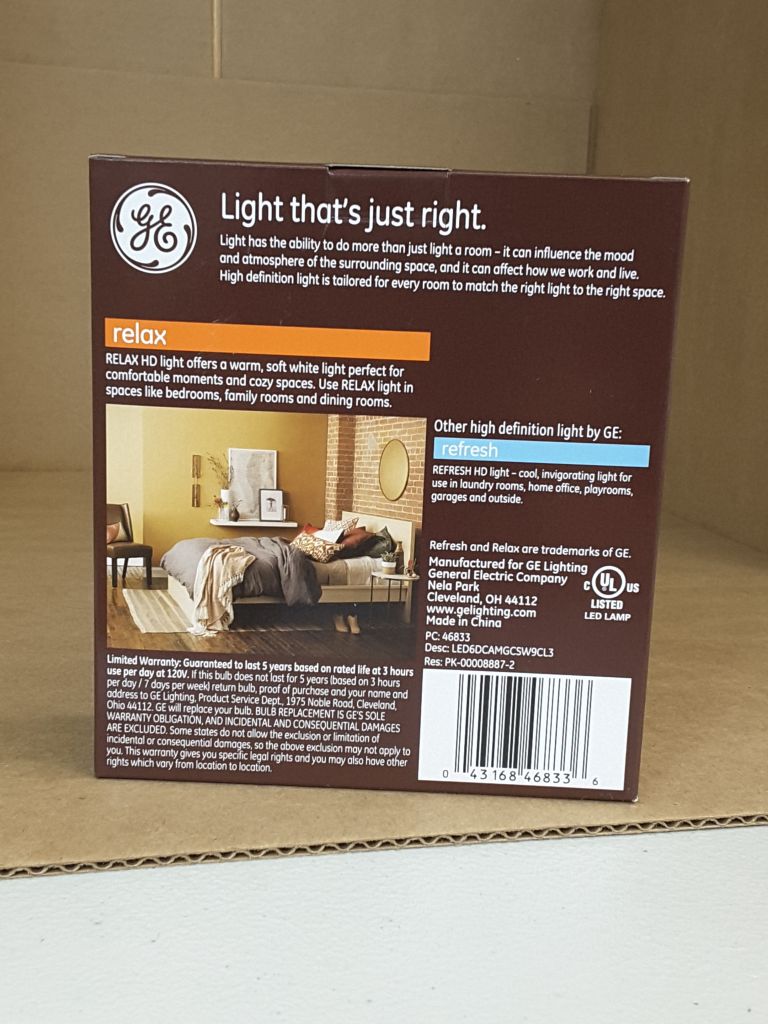 GE
Light that's just right.
Light has the ability to do more than just light a room – it can influence the mood
and atmosphere of the surrounding space, and it can affect how we work and live.
High definition light is tailored for every room to match the right light to the right space.
relax
RELAX HD light offers a warm, soft white light perfect for
comfortable moments and cozy spaces. Use RELAX light in
spaces like bedrooms, family rooms and dining rooms.
Other high definition light by GE:
refresh
REFRESH HD light – cool, invigorating light for
use in laundry rooms, home office, playrooms,
garages and outside.
Refresh and Relax are trademarks of GE.
Manufactured for GE Lighting
General Electric Company
Nela Park
Cleveland, OH 44112
www.gelighting.com
Made in China
C UL US
LISTED
LED LAMP
PC: 46833
Desc: LED6DCAMGCSW9CL3
Res: PK-00008887-2
Limited Warranty: Guaranteed to last 5 years based on rated life at 3 hours
use per day at 120V. If this bulb does not last for 5 years (based on 3 hours
per day / 7 days per week) return bulb, proof of purchase and your name and
address to GE Lighting, Product Service Dept., 1975 Noble Road, Cleveland,
Ohio 44112. GE will replace your bulb. BULB REPLACEMENT IS GE'S SOLE
WARRANTY OBLIGATION, AND INCIDENTAL AND CONSEQUENTIAL DAMAGES
ARE EXCLUDED. Some states do not allow the exclusion or limitation of
incidental or consequential damages, so the above exclusion may not apply to
you. This warranty gives you specific legal rights and you may also have other
rights which vary from location to location.
0 43168 46833 6